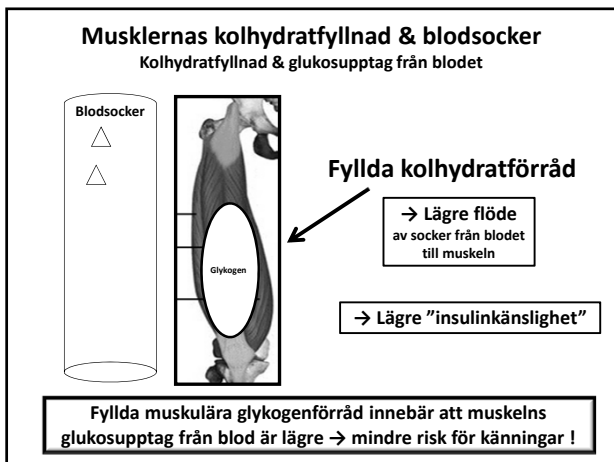 Musklernas kolhydratfyllnad & blodsocker
Kolhydratfyllnad & glukosupptag från blodet
Blodsocker
Glykogen
Fyllda kolhydratförråd
→ Lägre flöde
av socker från blodet
till muskeln
→ Lägre ”insulinkänslighet”
Fyllda muskulära glykogenförråd innebär att muskelns
glukosupptag från blod är lägre → mindre risk för känningar !